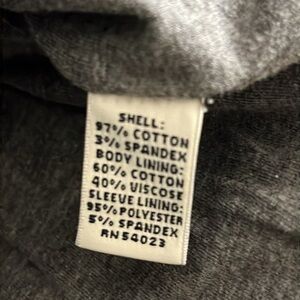 SHELL:
97% COTTON
3% SPANDEX
BODY LINING:
60% COTTON
40% VISCOSE
SLEEVE LINING:
95% POLYESTER
5% SPANDEX
RN 54023